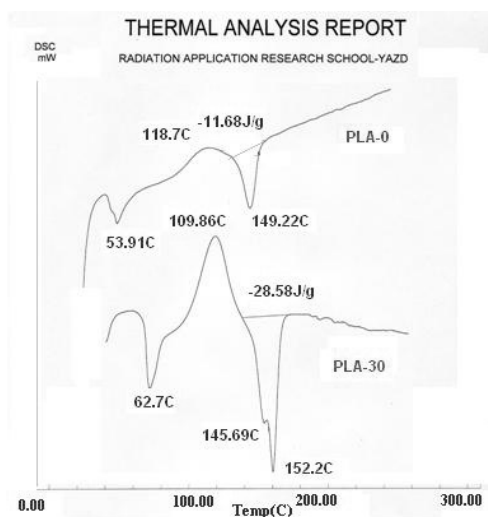 THERMAL ANALYSIS REPORT
DSC
mW
RADIATION APPLICATION RESEARCH SCHOOL-YAZD
118.7C
-11.68J/g
PLA-0
53.91C
149.22C
109.86C
-28.58J/g
PLA-30
62.7C
145.69C
152.2C
0.00
100.00
200.00
300.00
Temp(C)